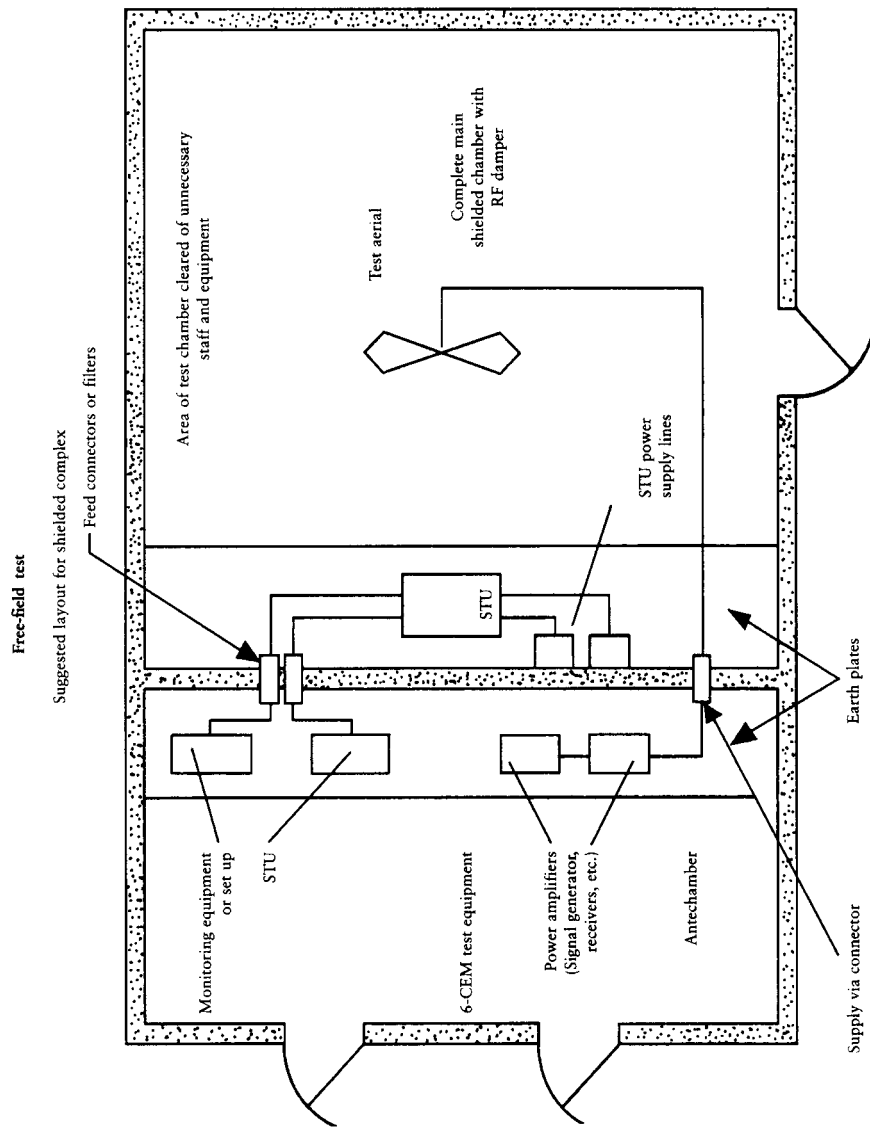 Free-field test
Suggested layout for shielded complex
Feed connectors or filters
Area of test chamber cleared of unnecessary
staff and equipment
Test aerial
Complete main
shielded chamber with
RF damper
STU
STU power
supply lines
Monitoring equipment
or set up
STU
6-CEM test equipment
Power amplifiers
(Signal generator,
receivers, etc.)
Antechamber
Earth plates
Supply via connector